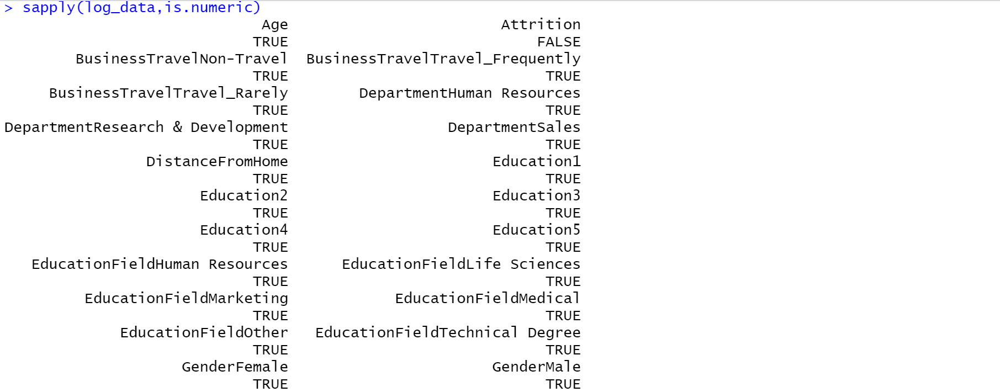 > sapply(log_data,is.numeric)
Age Attrition
TRUE FALSE
BusinessTravelNon-Travel BusinessTravelTravel_Frequently
TRUE TRUE
BusinessTravelTravel_Rarely DepartmentHuman Resources
TRUE TRUE
DepartmentResearch & Development DepartmentSales
TRUE TRUE
DistanceFromHome Education1
TRUE TRUE
Education2 Education3
TRUE TRUE
Education4 Education5
TRUE TRUE
EducationFieldHuman Resources EducationFieldLife Sciences
TRUE TRUE
EducationFieldMarketing EducationFieldMedical
TRUE TRUE
EducationFieldOther EducationFieldTechnical Degree
TRUE TRUE
GenderFemale GenderMale
TRUE TRUE